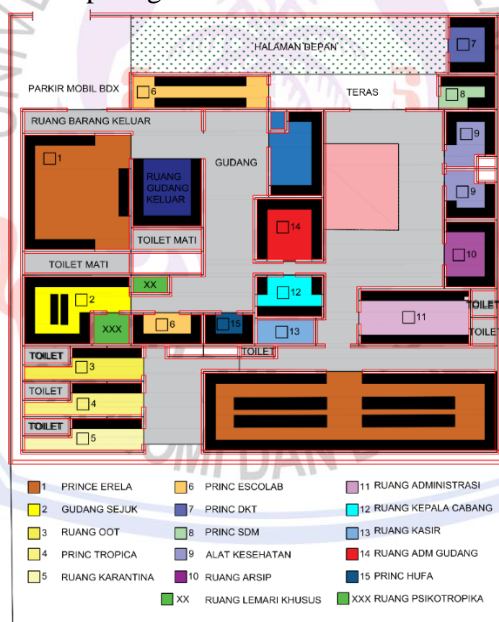 HALAMAN DEPAN
7
PARKIR MOBIL BDX
6
TERAS
8
RUANG BARANG KELUAR
9
1
GUDANG
RUANG
GUDANG
KELUAR
9
14
TOILET MATI
10
TOILET MATI
XX
2
12
TOILET
11
XXX
6
15
13
TOILET
TOILET
TOILET
3
TOILET
4
TOILET
5
1 PRINCE ERELA
2 GUDANG SEJUK
3 RUANG OOT
4 PRINC TROPICA
5 RUANG KARANTINA
6 PRINC ESCOLAB
7 PRINC DKT
8 PRINC SDM
9 ALAT KESEHATAN
10 RUANG ARSIP
XX RUANG LEMARI KHUSUS
11 RUANG ADMINISTRASI
12 RUANG KEPALA CABANG
13 RUANG KASIR
14 RUANG ADM GUDANG
15 PRINC HUFA
XXX RUANG PSIKOTROPIKA